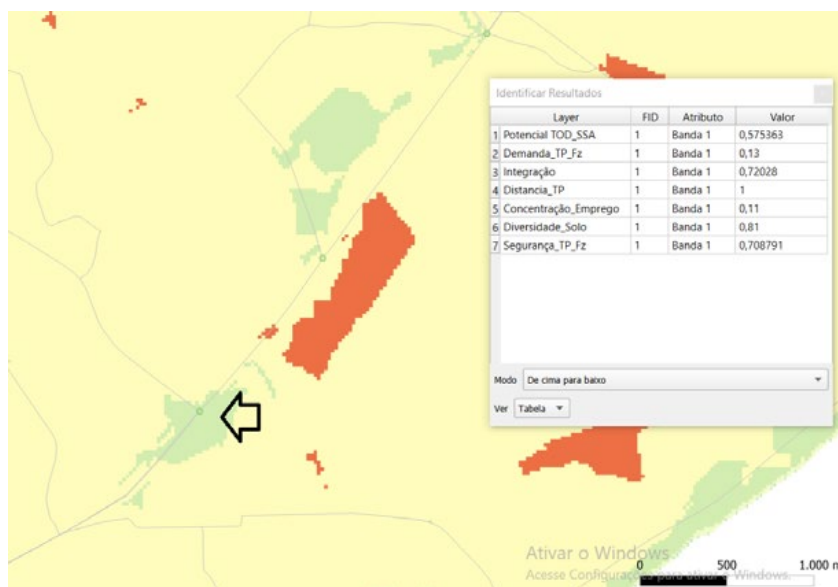 Identificar Resultados
Layer FID Atributo Valor
1 Potencial TOD_SSA 1 Banda 1 0,575363
2 Demanda_TP_Fz 1 Banda 1 0,13
3 Integração 1 Banda 1 0,72028
4 Distancia_TP 1 Banda 1 1
5 Concentração_Emprego 1 Banda 1 0,11
6 Diversidade_Solo 1 Banda 1 0,81
7 Segurança_TP_Fz 1 Banda 1 0,708791
Modo De cima para baixo
Ver Tabela
Ativar o Windows
Acesse Configurações para ativar o Windows.
0 500 1.000 m